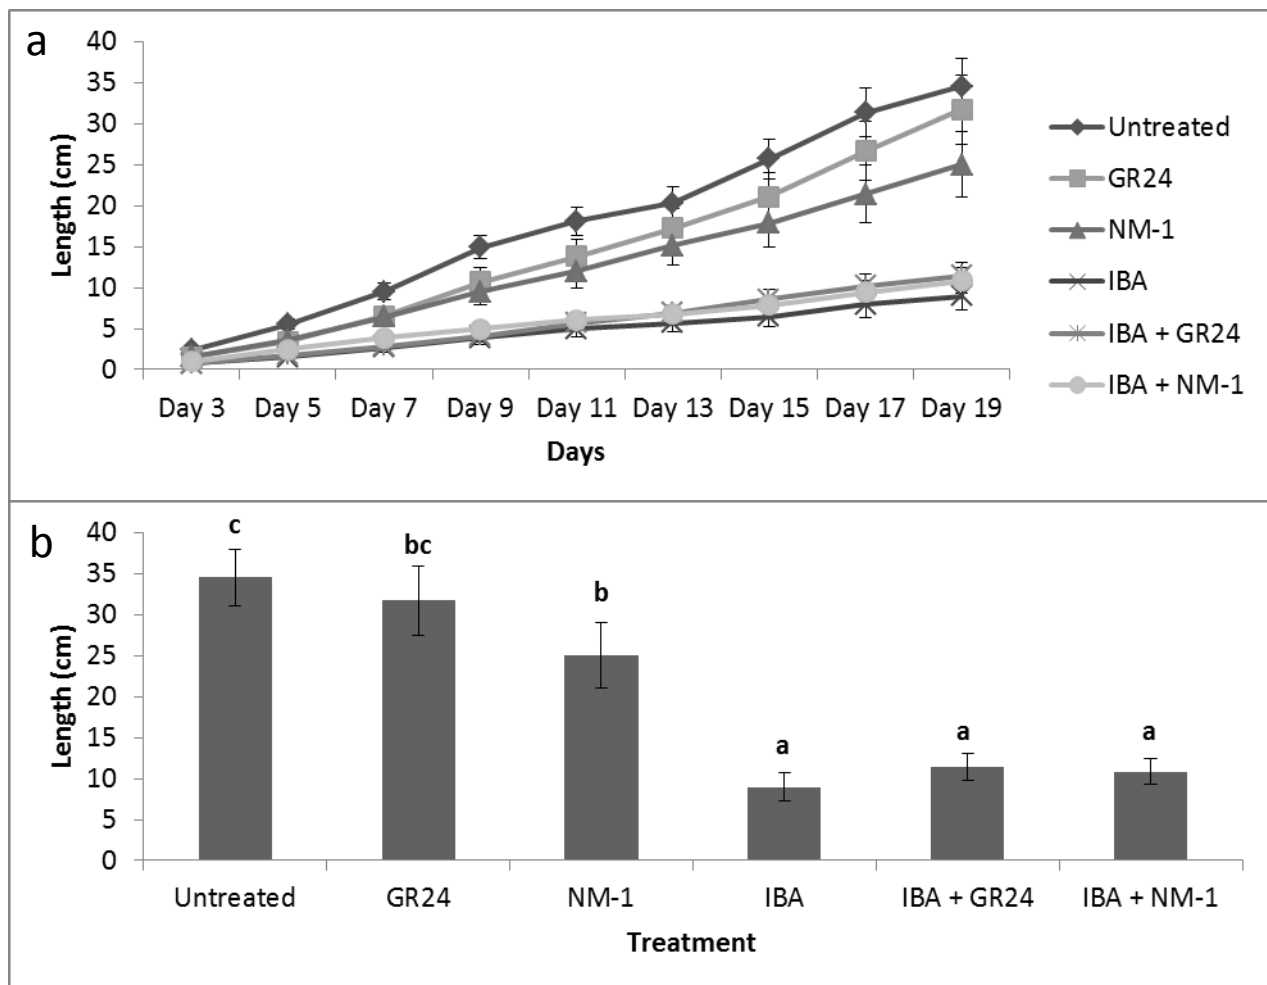 a
40
35
30
25
20
15
10
5
0
Length (cm)
Day 3 Day 5 Day 7 Day 9 Day 11 Day 13 Day 15 Day 17 Day 19
Days
Untreated
GR24
NM-1
IBA
IBA + GR24
IBA + NM-1
b
40
35
30
25
20
15
10
5
0
Length (cm)
c
bc
b
a
a
a
Untreated GR24 NM-1 IBA IBA + GR24 IBA + NM-1
Treatment